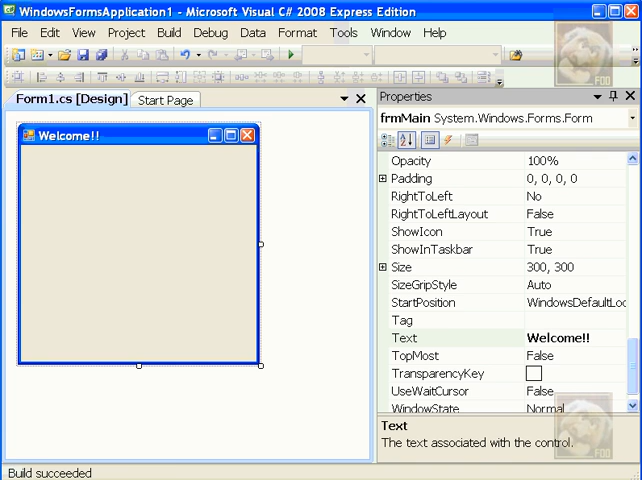 WindowsFormsApplication1 - Microsoft Visual C# 2008 Express Edition
File Edit View Project Build Debug Data Format Tools Window Help
Form1.cs [Design] Start Page
Welcome!!
Properties
frmMain System.Windows.Forms.Form
Opacity 100%
Padding 0, 0, 0, 0
RightToLeft No
RightToLeftLayout False
ShowIcon True
ShowInTaskbar True
Size 300, 300
SizeGripStyle Auto
StartPosition WindowsDefaultLoc
Tag
Text Welcome!!
TopMost False
TransparencyKey
UseWaitCursor False
WindowState Normal
Text
The text associated with the control.
Build succeeded